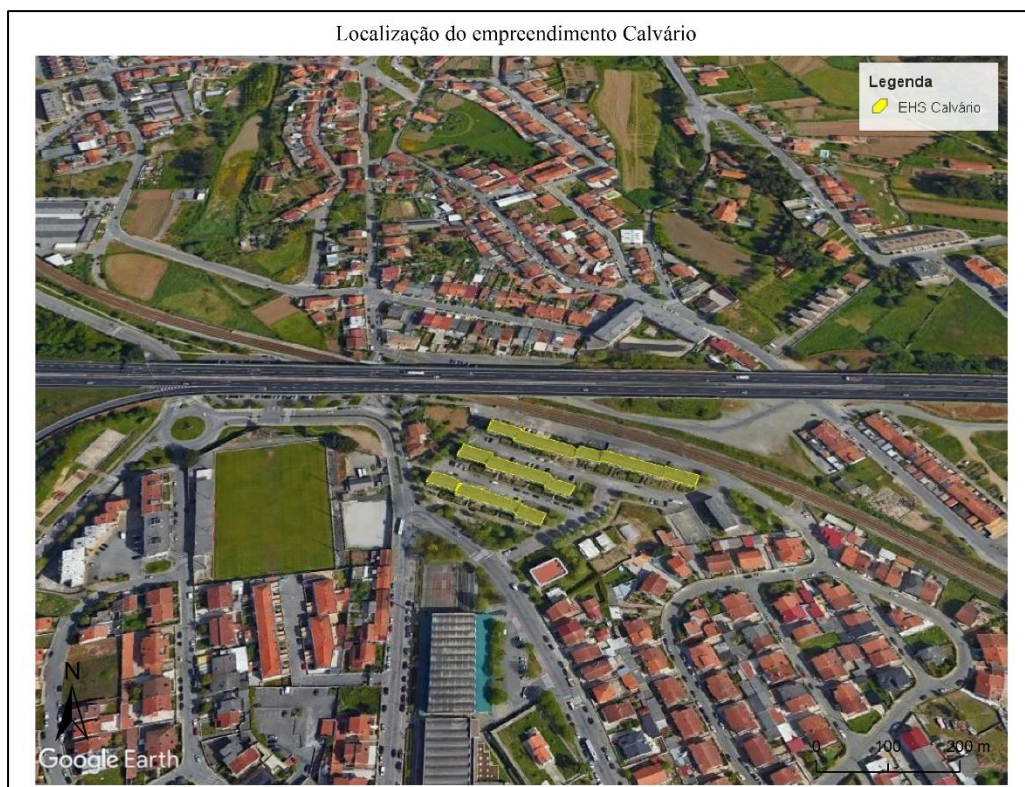 Localização do empreendimento Calvário
Legenda
EHS Calvário
N
0 100 200 m
Google Earth